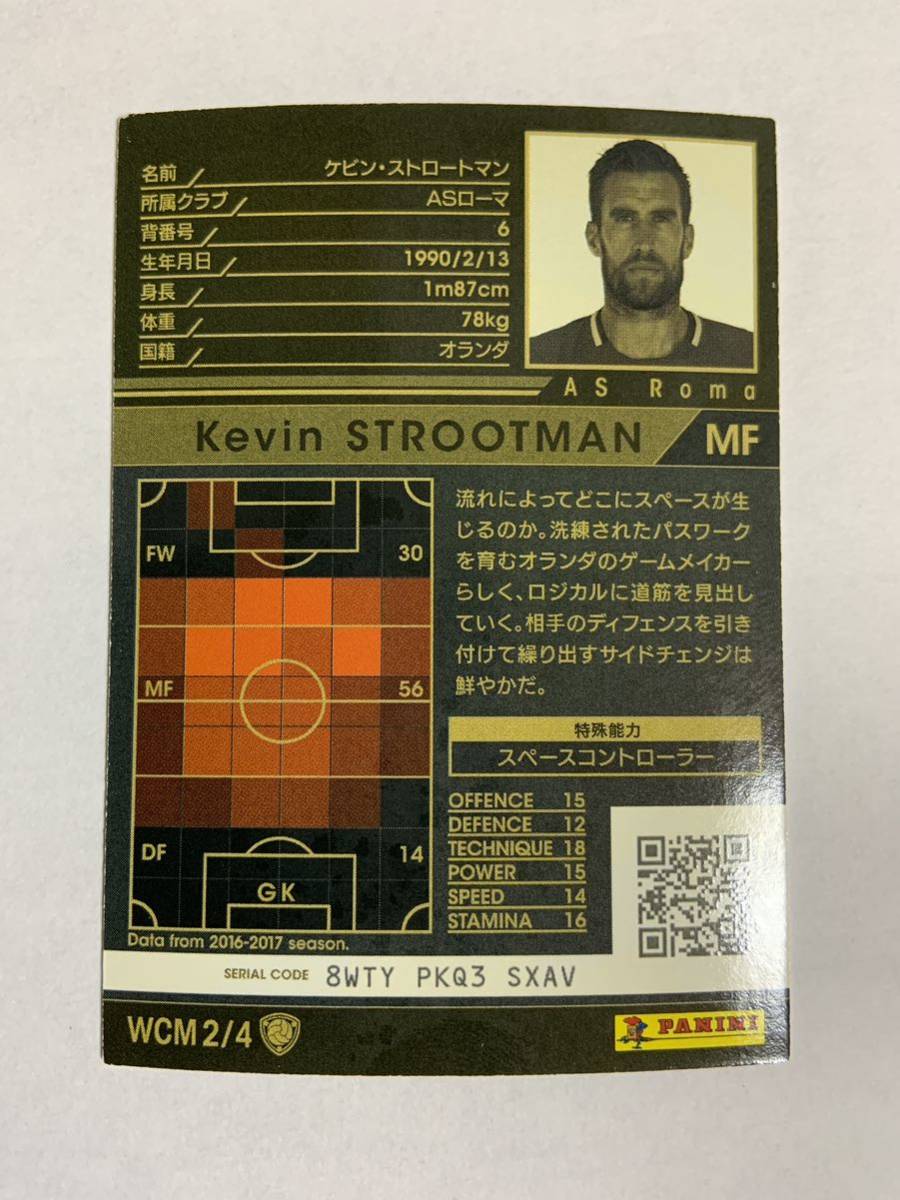 名前 ケビン・ストロートマン
所属クラブ ASローマ
背番号 6
生年月日 1990/2/13
身長 1m87cm
体重 78kg
国籍 オランダ
AS Roma
Kevin STROOTMAN MF
FW 30
MF 56
DF 14
GK
Data from 2016-2017 season.
流れによってどこにスペースが生
じるのか。洗練されたパスワーク
を育むオランダのゲームメイカー
らしく、ロジカルに道筋を見出し
ていく。相手のディフェンスを引き
付けて繰り出すサイドチェンジは
鮮やかだ。
特殊能力
スペースコントローラー
OFFENCE 15
DEFENCE 12
TECHNIQUE 18
POWER 15
SPEED 14
STAMINA 16
SERIAL CODE 8WTY PKQ3 SXAV
WCM 2/4
PANINI